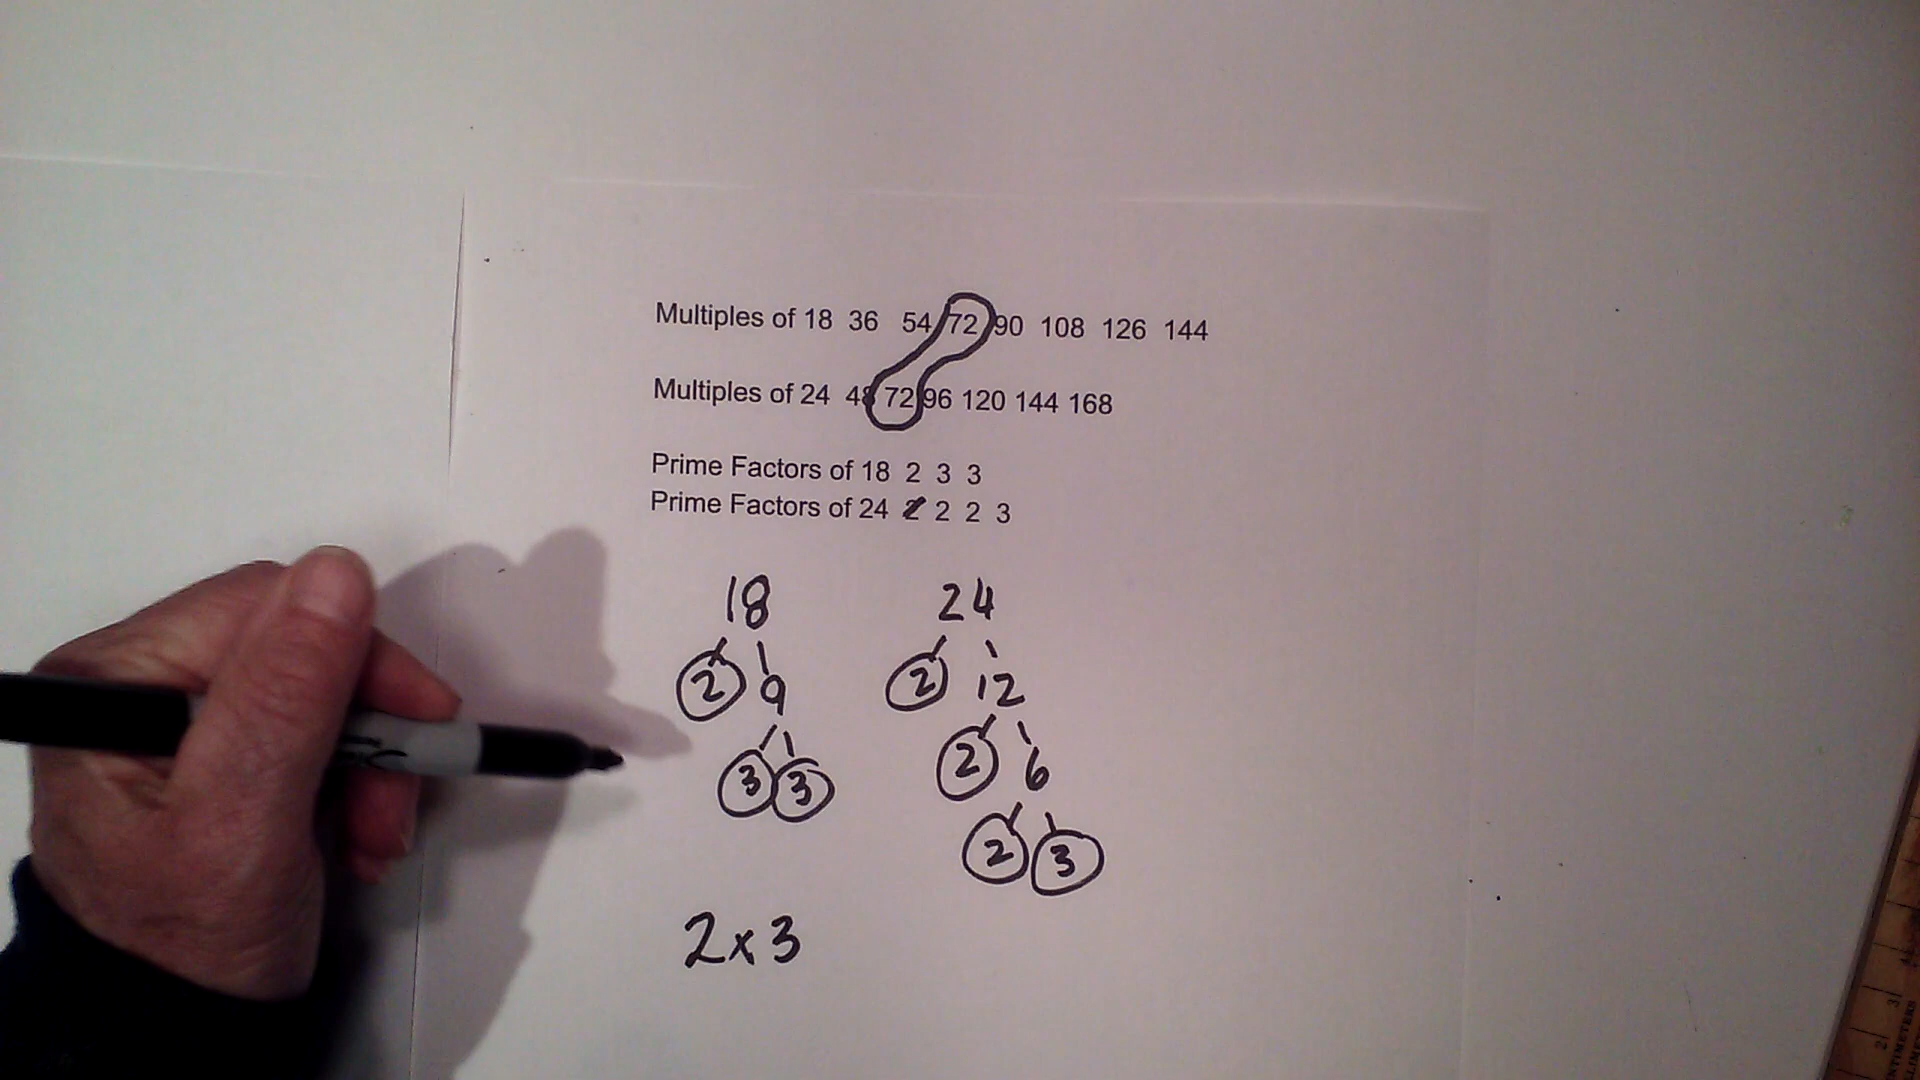 Multiples of 18 36 54 72 90 108 126 144
Multiples of 24 48 72 96 120 144 168
Prime Factors of 18 2 3 3
Prime Factors of 24 2 2 2 3
18 24
2 9 2 12
3 3 2 6
2 3
2 x 3